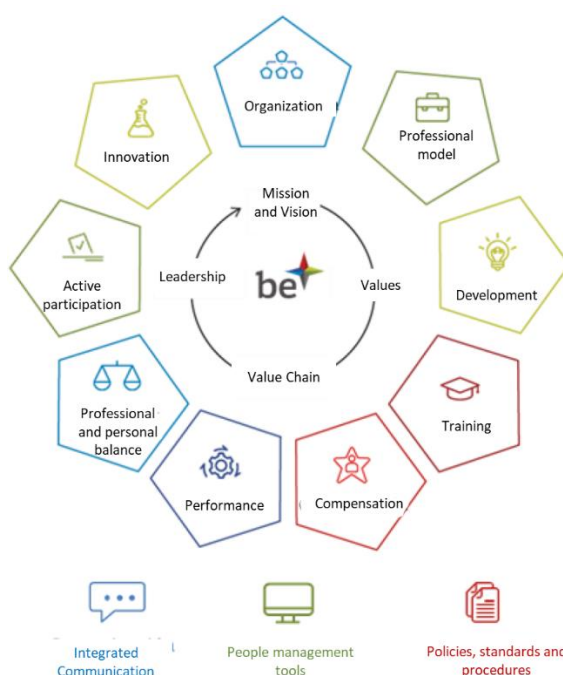 Organization
Innovation
Professional
model
Mission
and Vision
Active
participation
Leadership
be
Values
Development
Value Chain
Professional
and personal
balance
Training
Performance
Compensation
Integrated
Communication
People management
tools
Policies, standards and
procedures